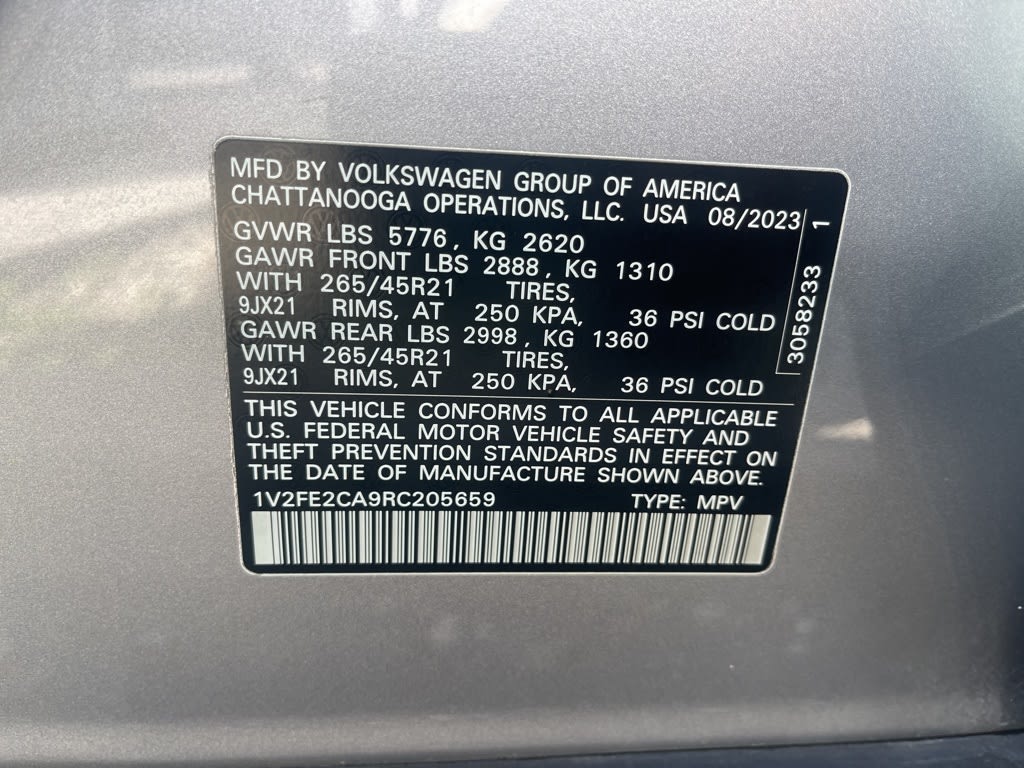 MFD BY VOLKSWAGEN GROUP OF AMERICA
CHATTANOOGA OPERATIONS, LLC. USA 08/2023
GVWR LBS 5776, KG 2620
GAWR FRONT LBS 2888, KG 1310
WITH 265/45R21 TIRES,
9JX21 RIMS, AT 250 KPA, 36 PSI COLD
GAWR REAR LBS 2998, KG 1360
WITH 265/45R21 TIRES,
9JX21 RIMS, AT 250 KPA, 36 PSI COLD
3058233 1
THIS VEHICLE CONFORMS TO ALL APPLICABLE
U.S. FEDERAL MOTOR VEHICLE SAFETY AND
THEFT PREVENTION STANDARDS IN EFFECT ON
THE DATE OF MANUFACTURE SHOWN ABOVE.
1V2FE2CA9RC205659 TYPE: MPV